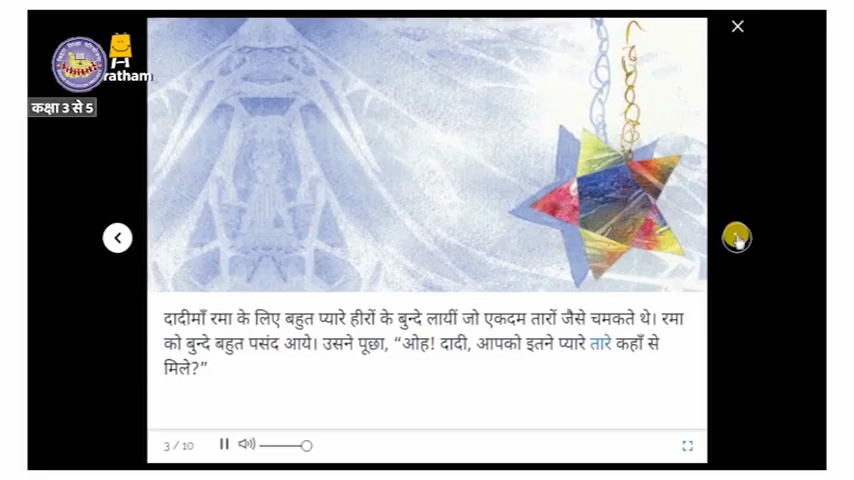 ratham
कक्षा 3 से 5
दादीमाँ रमा के लिए बहुत प्यारे हीरों के बुन्दे लायीं जो एकदम तारों जैसे चमकते थे। रमा
को बुन्दे बहुत पसंद आये। उसने पूछा, “ओह! दादी, आपको इतने प्यारे तारे कहाँ से
मिले?”
3 / 10